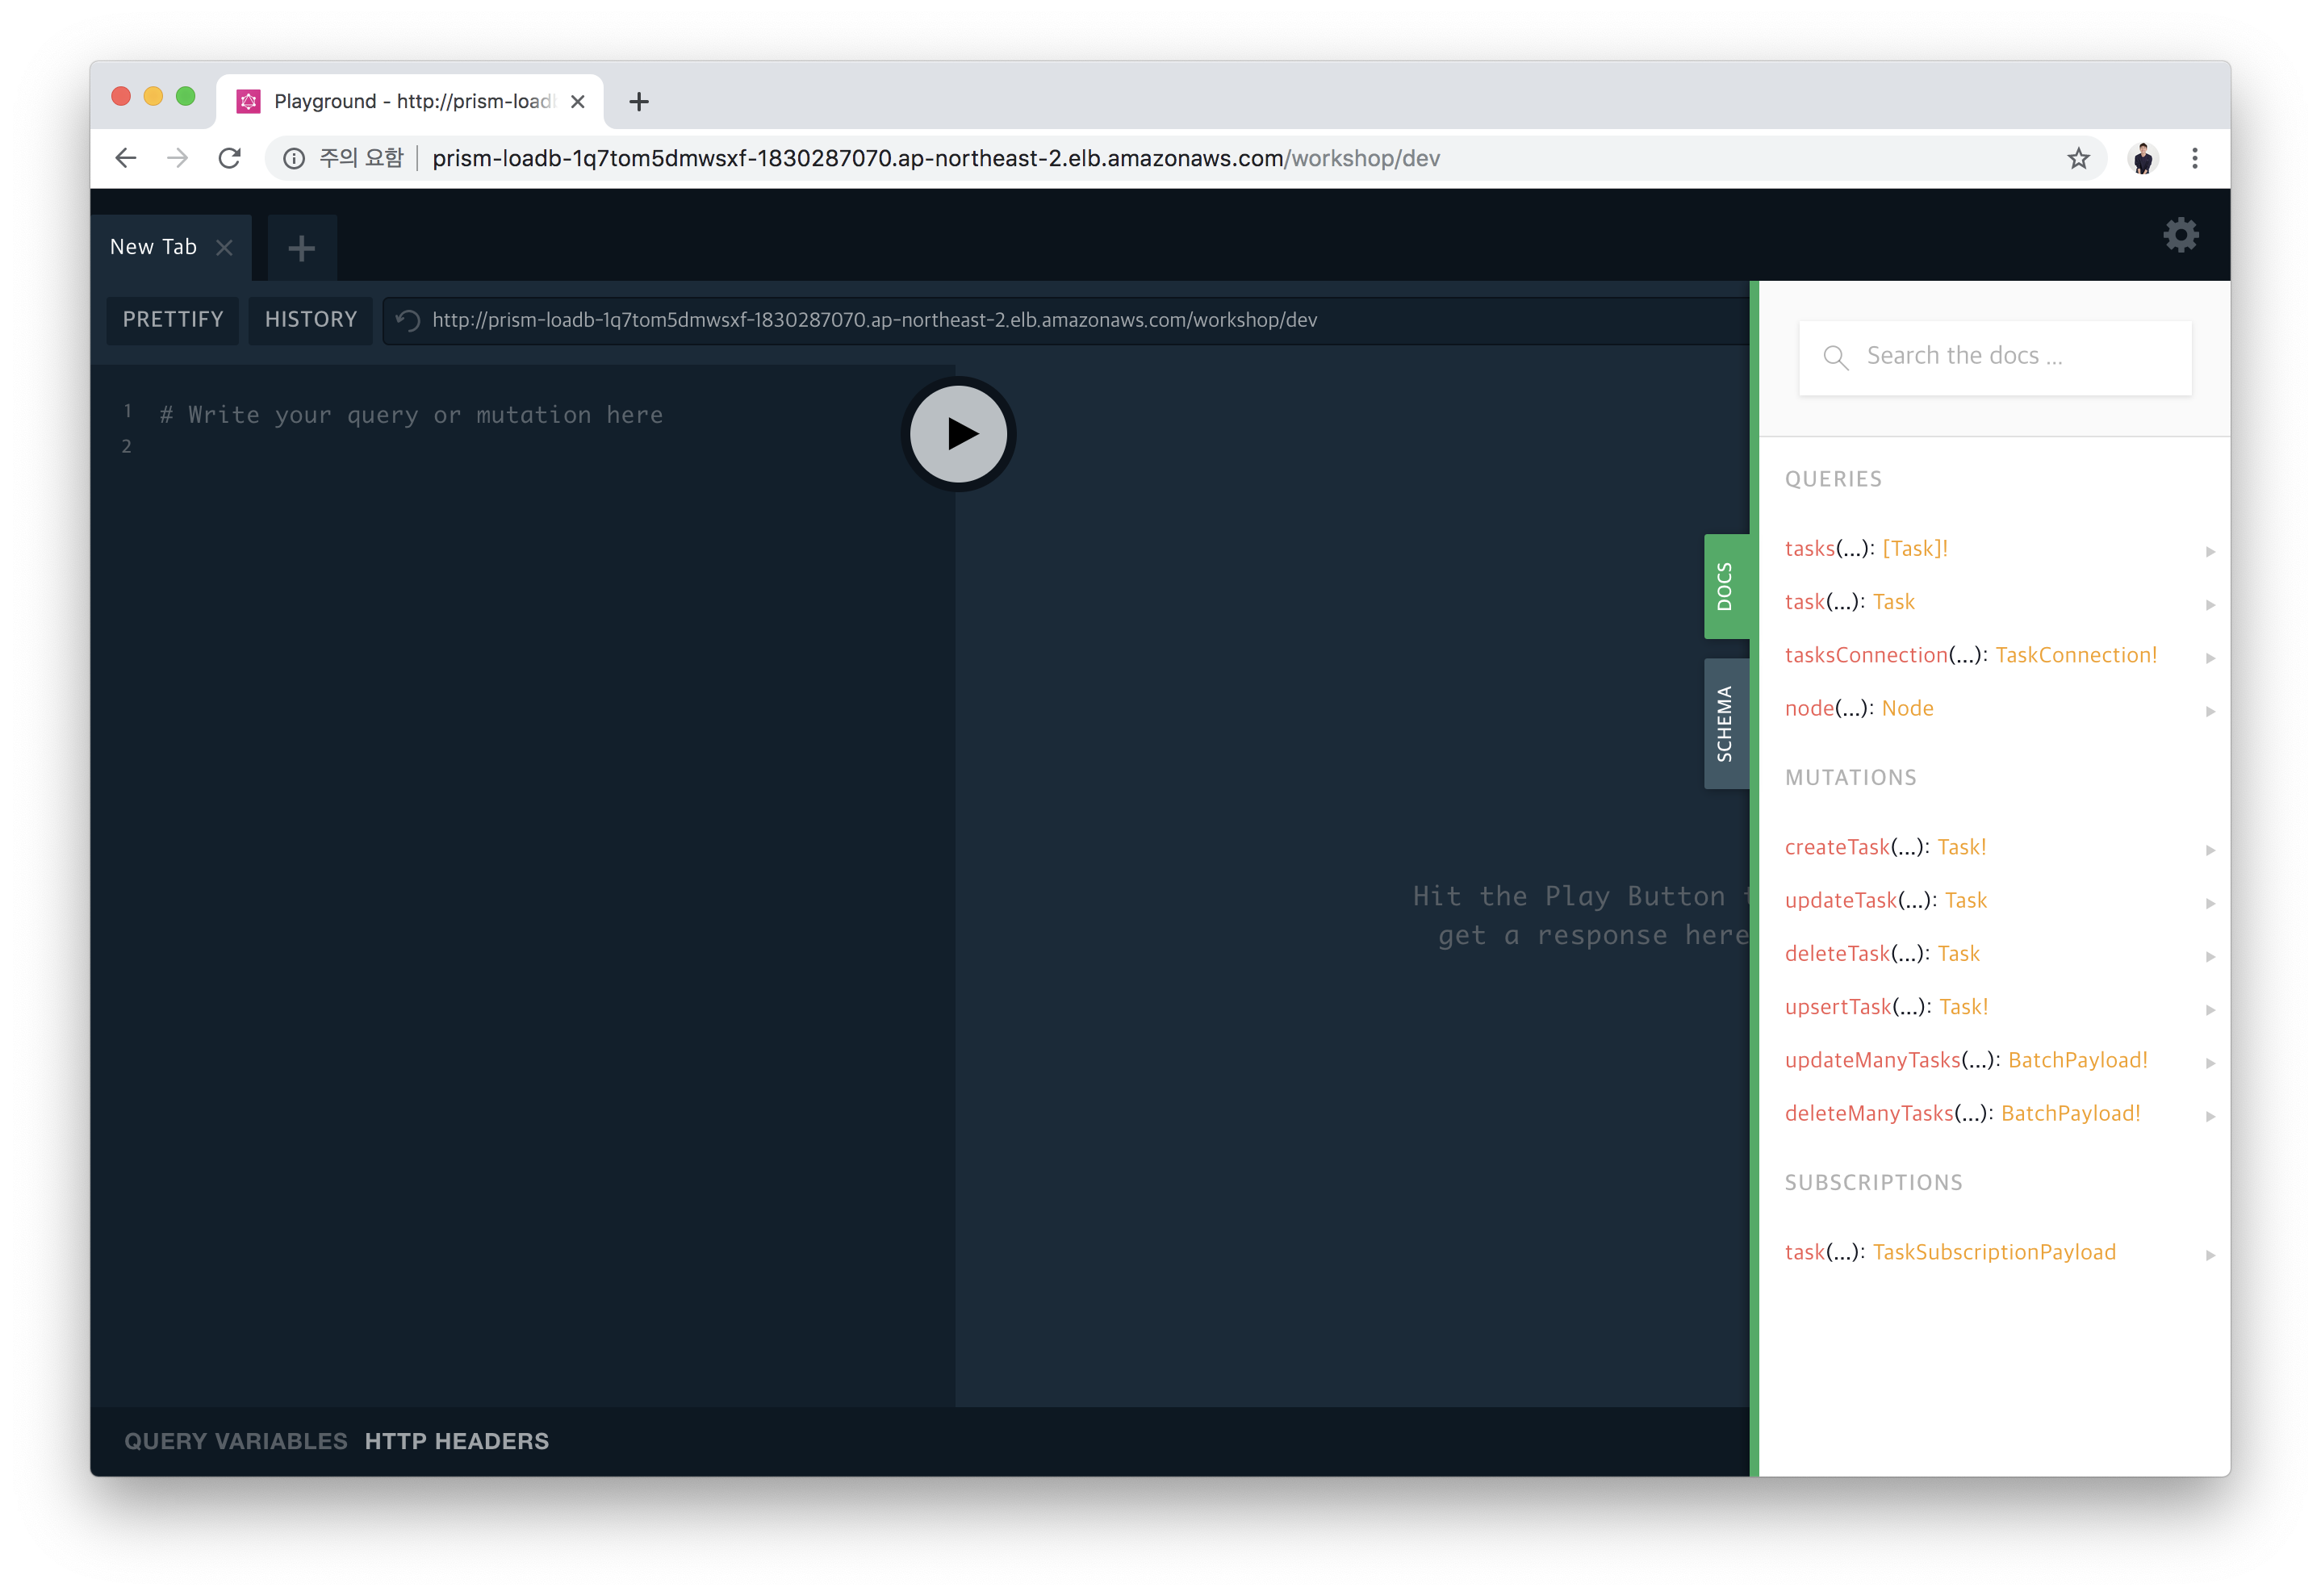 Playground - http://prism-load
주의 요함
prism-loadb-1q7tom5dmwsxf-1830287070.ap-northeast-2.elb.amazonaws.com/workshop/dev
New Tab
PRETTIFY
HISTORY
http://prism-loadb-1q7tom5dmwsxf-1830287070.ap-northeast-2.elb.amazonaws.com/workshop/dev
1 # Write your query or mutation here
2
Hit the Play Button
get a response here
DOCS
SCHEMA
Search the docs ...
QUERIES
tasks(...): [Task]!
task(...): Task
tasksConnection(...): TaskConnection!
node(...): Node
MUTATIONS
createTask(...): Task!
updateTask(...): Task
deleteTask(...): Task
upsertTask(...): Task!
updateManyTasks(...): BatchPayload!
deleteManyTasks(...): BatchPayload!
SUBSCRIPTIONS
task(...): TaskSubscriptionPayload
QUERY VARIABLES HTTP HEADERS